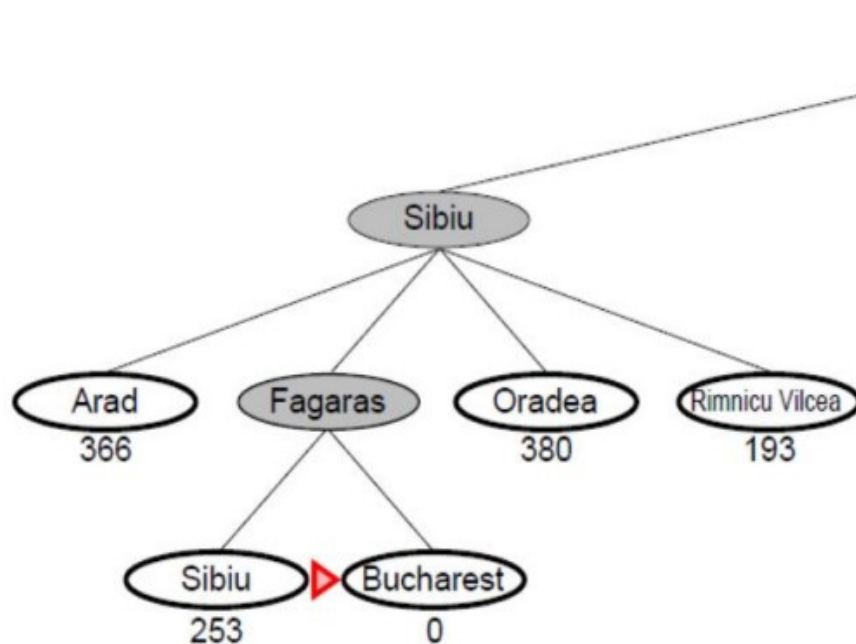 Sibiu
Arad
Fagaras
Oradea
Rimnicu Vilcea
366
380
193
Sibiu
Bucharest
253
0